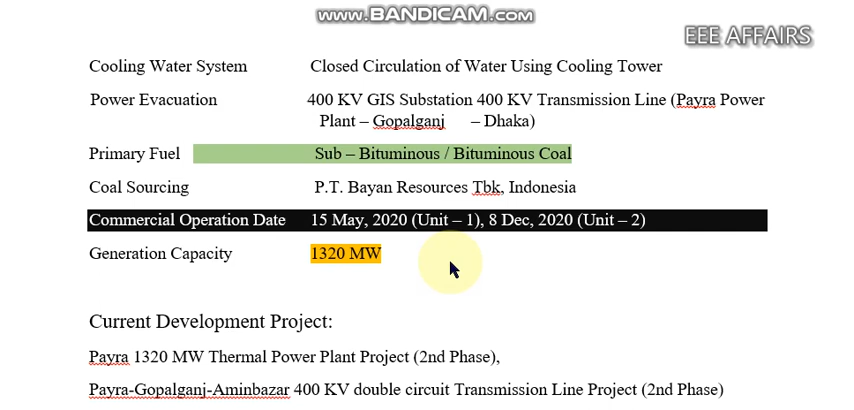 www.BANDICAM.com
EEE AFFAIRS
Cooling Water System Closed Circulation of Water Using Cooling Tower
Power Evacuation 400 KV GIS Substation 400 KV Transmission Line (Payra Power
Plant – Gopalganj – Dhaka)
Primary Fuel Sub – Bituminous / Bituminous Coal
Coal Sourcing P.T. Bayan Resources Tbk, Indonesia
Commercial Operation Date 15 May, 2020 (Unit – 1), 8 Dec, 2020 (Unit – 2)
Generation Capacity 1320 MW
Current Development Project:
Payra 1320 MW Thermal Power Plant Project (2nd Phase),
Payra-Gopalganj-Aminbazar 400 KV double circuit Transmission Line Project (2nd Phase)